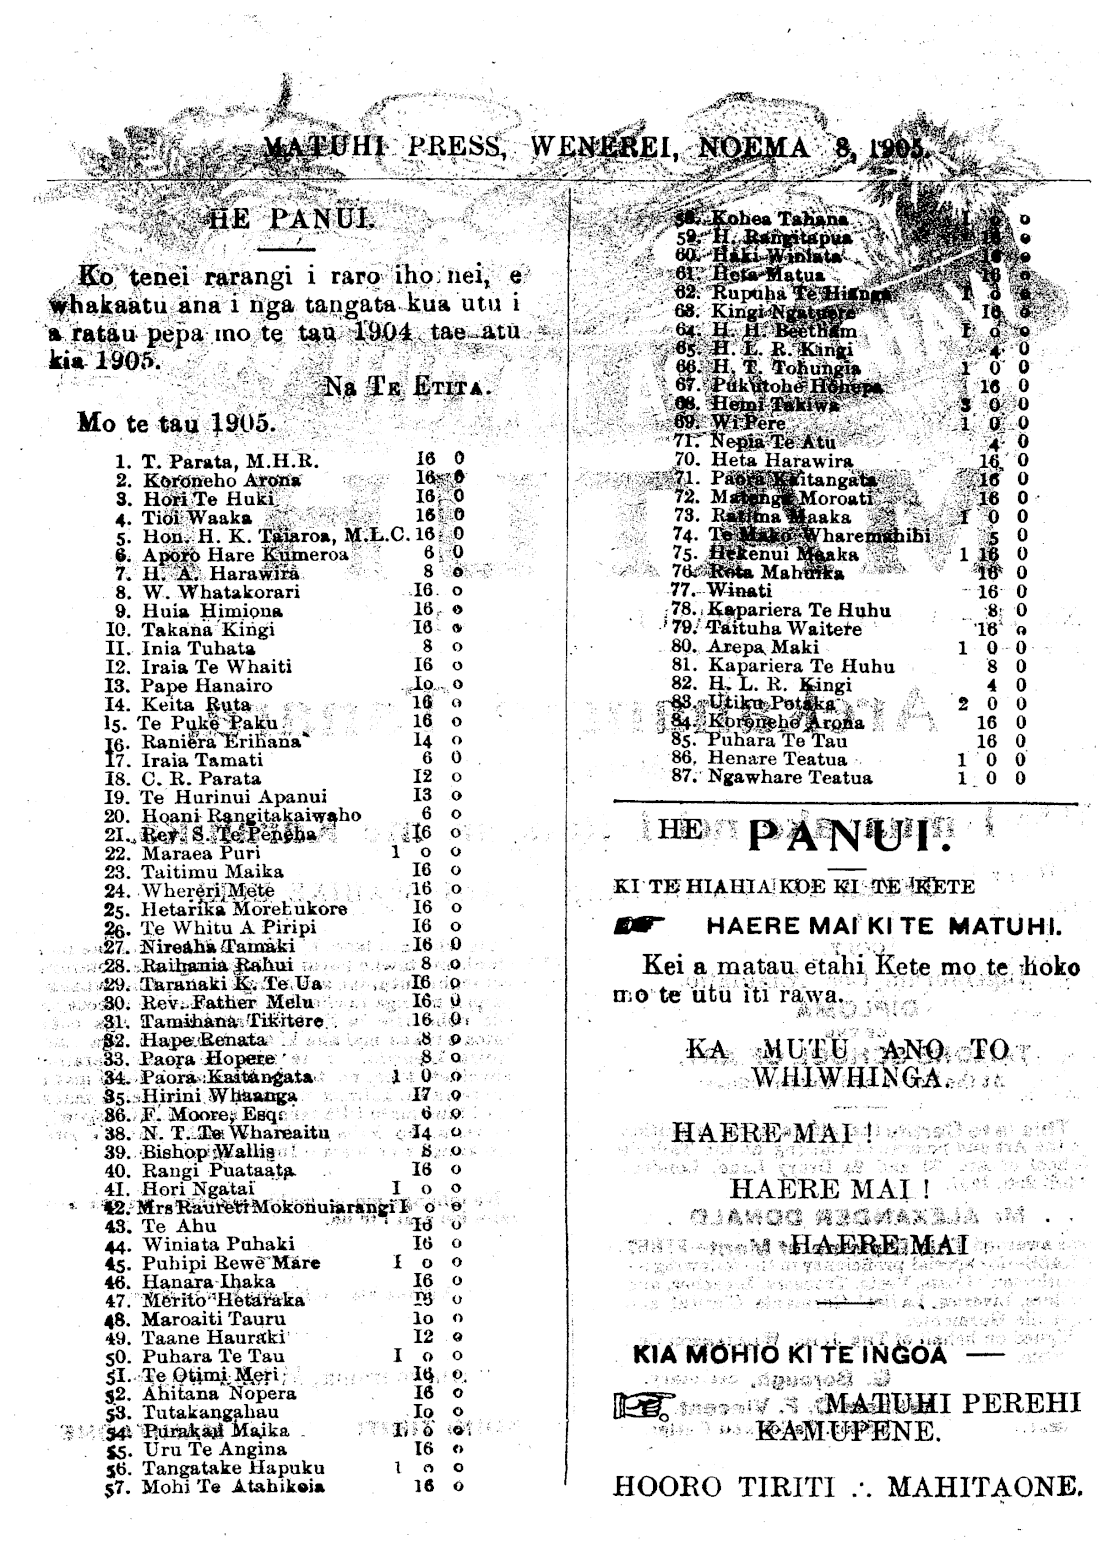 MATUHI PRESS, WENEREI, NOEMA 8, 1905.
HE PANUI.
Ko tenei rarangi i raro iho nei, e
whakaatu ana i nga tangata kua utu i
a ratau pepa mo te tau 1904 tae atu
kia 1905.
Na TE ETITA.
Mo te tau 1905.
1. T. Parata, M.H.R. 16 0
2. Koroneho Arona 16 0
3. Hori Te Huki 16 0
4. Tioi Waaka 16 0
5. Hon. H. K. Taiaroa, M.L.C. 16 0
6. Aporo Hare Kumeroa 6 0
7. H. A. Harawira 8 0
8. W. Whatakorari 16 0
9. Huia Himiona 16 0
10. Takana Kingi 16 0
11. Inia Tuhata 8 0
12. Iraia Te Whaiti 16 0
13. Pape Hanairo 10 0
14. Keita Ruta 16 0
15. Te Puke Paku 16 0
16. Raniera Erihana 14 0
17. Iraia Tamati 6 0
18. C. R. Parata 12 0
19. Te Hurinui Apanui 13 0
20. Hoani Rangitakaiwaho 6 0
21. Rev. S. Te Peneha 16 0
22. Maraea Puri 1 0 0
23. Taitimu Maika 16 0
24. Whereri Mete 16 0
25. Hetarika Morehukore 16 0
26. Te Whitu A Piripi 16 0
27. Nireaha Tamaki 16 0
28. Raihania Rahui 8 0
29. Taranaki K. Te Ua 16 0
30. Rev. Father Melu 16 0
31. Tamihana Tikitere 16 0
32. Hape Renata 8 0
33. Paora Hopere 8 0
34. Paora Kaitangata 1 0 0
35. Hirini Whaanga 17 0
36. F. Moore, Esq. 6 0
38. N. T. Te Whareaitu 14 0
39. Bishop Wallis 8 0
40. Rangi Puataata 16 0
41. Hori Ngatai 1 0 0
42. Mrs Raureti Mokonuiarangi 1 0 0
43. Te Ahu 16 0
44. Winiata Puhaki 16 0
45. Puhipi Rewe Mare 1 0 0
46. Hanara Ihaka 16 0
47. Merito Hetaraka 0
48. Maroaiti Tauru 10 0
49. Taane Hauraki 12 0
50. Puhara Te Tau 1 0 0
51. Te Otimi Meri 16 0
52. Ahitana Nopera 16 0
53. Tutakangahau 10 0
54. Purakau Maika 1 0 0
55. Uru Te Angina 16 0
56. Tangatake Hapuku 1 0 0
57. Mohi Te Atahikoia 16 0
58. Kohea Tahana 1 0 0
59. H. Rangitapua 16 0
60. Haki Winiata 16 0
61. Heta Matua 16 0
62. Rupuha Te Hianga 1 0 0
63. Kingi Ngatuere 16 0
64. H. H. Beetham 1 0 0
65. H. L. R. Kingi 4 0
66. H. T. Tohungia 1 0 0
67. Pukutohe Hohepa 16 0
68. Hemi Takiwa 3 0 0
69. Wi Pere 1 0 0
71. Nepia Te Atu 4 0
70. Heta Harawira 16 0
71. Paora Kaitangata 16 0
72. Matenga Moroati 16 0
73. Ratima Maaka 1 0 0
74. Te Mako Wharemahihi 5 0
75. Hekenui Maaka 1 16 0
76. Rota Mahuika 16 0
77. Winati 16 0
78. Kapariera Te Huhu 8 0
79. Taituha Waitere 16 0
80. Arepa Maki 1 0 0
81. Kapariera Te Huhu 8 0
82. H. L. R. Kingi 4 0
83. Utiku Potaka 2 0 0
84. Koroneho Arona 16 0
85. Puhara Te Tau 16 0
86. Henare Teatua 1 0 0
87. Ngawhare Teatua 1 0 0
HE PANUI.
KI TE HIAHIA KOE KI TE KETE
HAERE MAI KI TE MATUHI.
Kei a matau etahi Kete mo te hoko
mo te utu iti rawa.
KA MUTU ANO TO
WHIWHINGA.
HAERE MAI !
HAERE MAI !
HAERE MAI
KIA MOHIO KI TE INGOA —
MATUHI PEREHI
KAMUPENE.
HOORO TIRITI ∴ MAHITAONE.